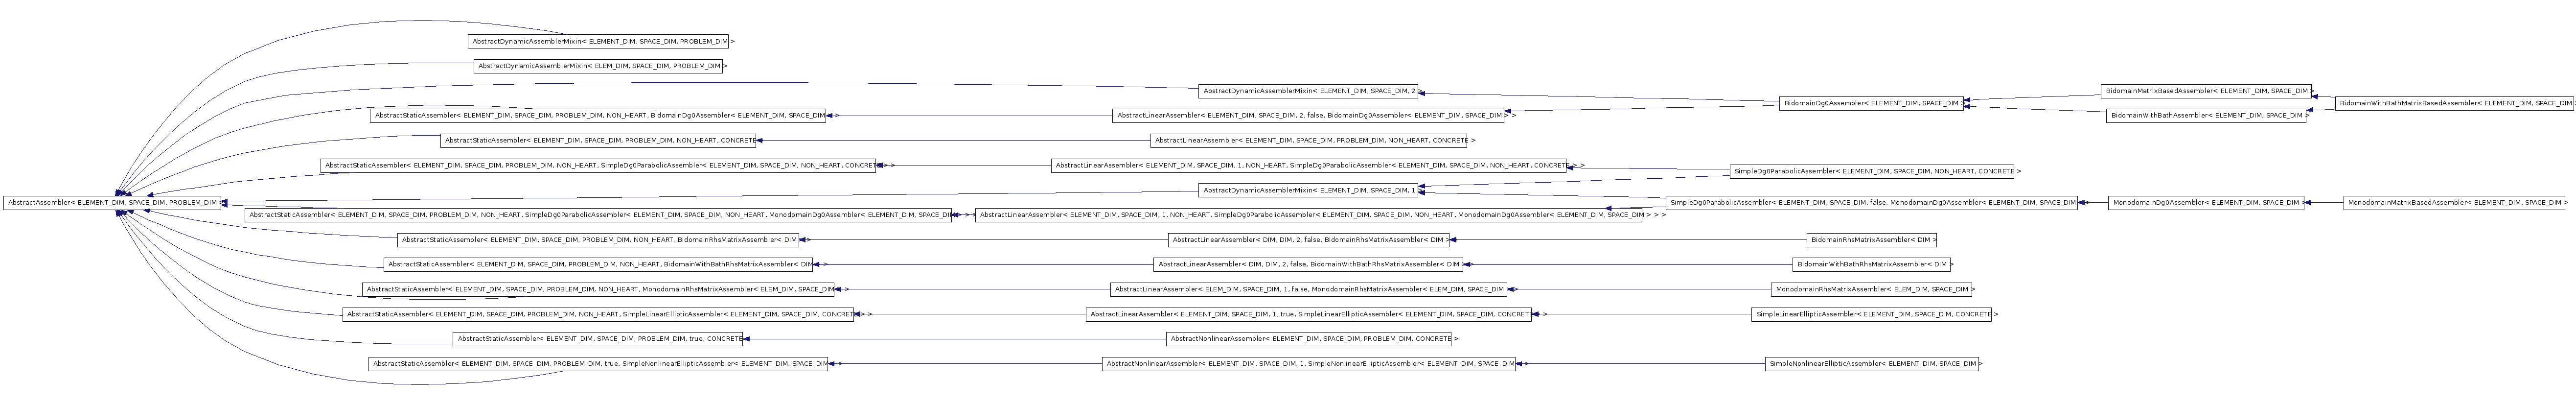 AbstractDynamicAssemblerMixin< ELEMENT_DIM, SPACE_DIM, PROBLEM_DIM >
AbstractDynamicAssemblerMixin< ELEM_DIM, SPACE_DIM, PROBLEM_DIM >
AbstractDynamicAssemblerMixin< ELEMENT_DIM, SPACE_DIM, 2 >
BidomainMatrixBasedAssembler< ELEMENT_DIM, SPACE_DIM >
BidomainDg0Assembler< ELEMENT_DIM, SPACE_DIM >
BidomainWithBathMatrixBasedAssembler< ELEMENT_DIM, SPACE_DIM >
AbstractStaticAssembler< ELEMENT_DIM, SPACE_DIM, PROBLEM_DIM, NON_HEART, BidomainDg0Assembler< ELEMENT_DIM, SPACE_DIM > >
AbstractLinearAssembler< ELEMENT_DIM, SPACE_DIM, 2, false, BidomainDg0Assembler< ELEMENT_DIM, SPACE_DIM > >
BidomainWithBathAssembler< ELEMENT_DIM, SPACE_DIM >
AbstractStaticAssembler< ELEMENT_DIM, SPACE_DIM, PROBLEM_DIM, NON_HEART, CONCRETE >
AbstractLinearAssembler< ELEMENT_DIM, SPACE_DIM, PROBLEM_DIM, NON_HEART, CONCRETE >
AbstractStaticAssembler< ELEMENT_DIM, SPACE_DIM, PROBLEM_DIM, NON_HEART, SimpleDg0ParabolicAssembler< ELEMENT_DIM, SPACE_DIM, NON_HEART, CONCRETE > >
AbstractLinearAssembler< ELEMENT_DIM, SPACE_DIM, 1, NON_HEART, SimpleDg0ParabolicAssembler< ELEMENT_DIM, SPACE_DIM, NON_HEART, CONCRETE > >
SimpleDg0ParabolicAssembler< ELEMENT_DIM, SPACE_DIM, NON_HEART, CONCRETE >
AbstractDynamicAssemblerMixin< ELEMENT_DIM, SPACE_DIM, 1 >
AbstractAssembler< ELEMENT_DIM, SPACE_DIM, PROBLEM_DIM >
SimpleDg0ParabolicAssembler< ELEMENT_DIM, SPACE_DIM, false, MonodomainDg0Assembler< ELEMENT_DIM, SPACE_DIM > >
MonodomainDg0Assembler< ELEMENT_DIM, SPACE_DIM >
MonodomainMatrixBasedAssembler< ELEMENT_DIM, SPACE_DIM >
AbstractStaticAssembler< ELEMENT_DIM, SPACE_DIM, PROBLEM_DIM, NON_HEART, SimpleDg0ParabolicAssembler< ELEMENT_DIM, SPACE_DIM, NON_HEART, MonodomainDg0Assembler< ELEMENT_DIM, SPACE_DIM > > >
AbstractLinearAssembler< ELEMENT_DIM, SPACE_DIM, 1, NON_HEART, SimpleDg0ParabolicAssembler< ELEMENT_DIM, SPACE_DIM, NON_HEART, MonodomainDg0Assembler< ELEMENT_DIM, SPACE_DIM > > >
AbstractStaticAssembler< ELEMENT_DIM, SPACE_DIM, PROBLEM_DIM, NON_HEART, BidomainRhsMatrixAssembler< DIM > >
AbstractLinearAssembler< DIM, DIM, 2, false, BidomainRhsMatrixAssembler< DIM > >
BidomainRhsMatrixAssembler< DIM >
AbstractStaticAssembler< ELEMENT_DIM, SPACE_DIM, PROBLEM_DIM, NON_HEART, BidomainWithBathRhsMatrixAssembler< DIM > >
AbstractLinearAssembler< DIM, DIM, 2, false, BidomainWithBathRhsMatrixAssembler< DIM > >
BidomainWithBathRhsMatrixAssembler< DIM >
AbstractStaticAssembler< ELEMENT_DIM, SPACE_DIM, PROBLEM_DIM, NON_HEART, MonodomainRhsMatrixAssembler< ELEM_DIM, SPACE_DIM > >
AbstractLinearAssembler< ELEM_DIM, SPACE_DIM, 1, false, MonodomainRhsMatrixAssembler< ELEM_DIM, SPACE_DIM > >
MonodomainRhsMatrixAssembler< ELEM_DIM, SPACE_DIM >
AbstractStaticAssembler< ELEMENT_DIM, SPACE_DIM, PROBLEM_DIM, NON_HEART, SimpleLinearEllipticAssembler< ELEMENT_DIM, SPACE_DIM, CONCRETE > >
AbstractLinearAssembler< ELEMENT_DIM, SPACE_DIM, 1, true, SimpleLinearEllipticAssembler< ELEMENT_DIM, SPACE_DIM, CONCRETE > >
SimpleLinearEllipticAssembler< ELEMENT_DIM, SPACE_DIM, CONCRETE >
AbstractStaticAssembler< ELEMENT_DIM, SPACE_DIM, PROBLEM_DIM, true, CONCRETE >
AbstractNonlinearAssembler< ELEMENT_DIM, SPACE_DIM, PROBLEM_DIM, CONCRETE >
AbstractStaticAssembler< ELEMENT_DIM, SPACE_DIM, PROBLEM_DIM, true, SimpleNonlinearEllipticAssembler< ELEMENT_DIM, SPACE_DIM > >
AbstractNonlinearAssembler< ELEMENT_DIM, SPACE_DIM, 1, SimpleNonlinearEllipticAssembler< ELEMENT_DIM, SPACE_DIM > >
SimpleNonlinearEllipticAssembler< ELEMENT_DIM, SPACE_DIM >